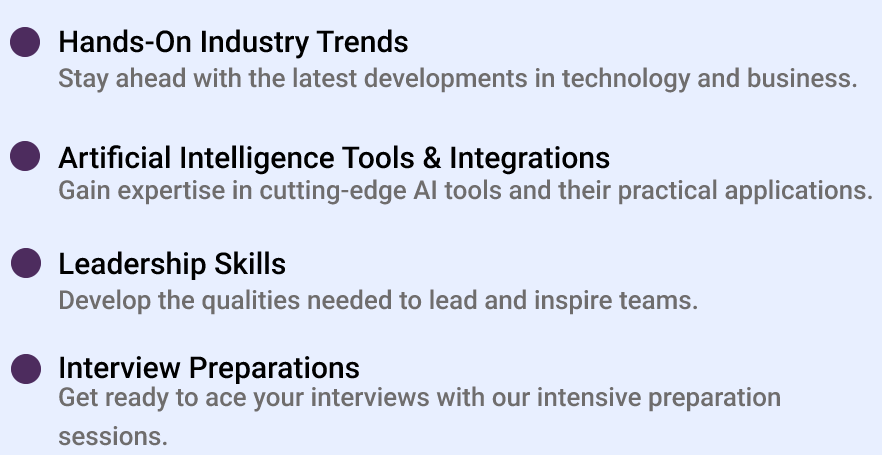 Hands-On Industry Trends
Stay ahead with the latest developments in technology and business.
Artificial Intelligence Tools & Integrations
Gain expertise in cutting-edge AI tools and their practical applications.
Leadership Skills
Develop the qualities needed to lead and inspire teams.
Interview Preparations
Get ready to ace your interviews with our intensive preparation
sessions.